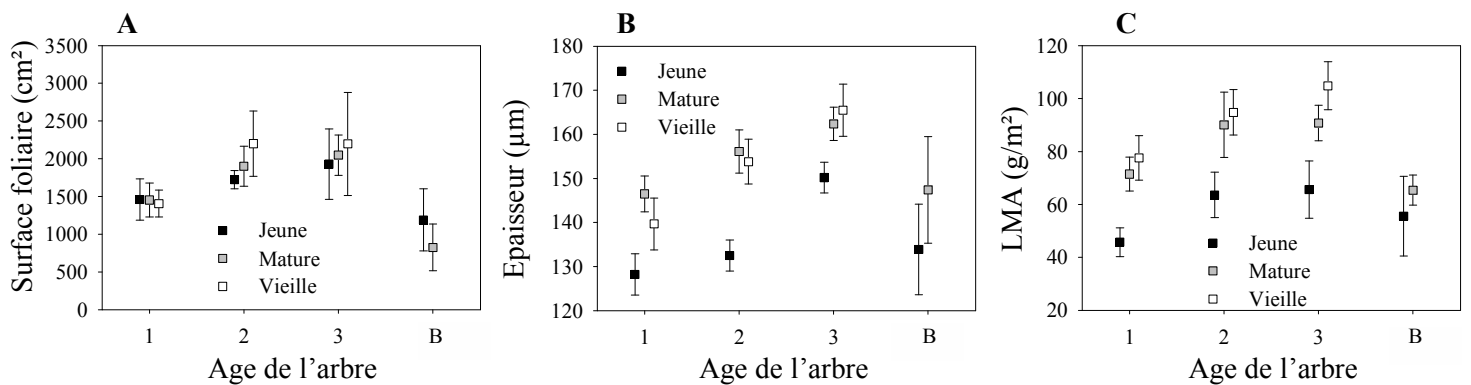 A
Surface foliaire (cm²)
3500
3000
2500
2000
1500
1000
500
0
Jeune
Mature
Vieille
1 2 3 B
Age de l’arbre
B
Epaisseur (µm)
180
170
160
150
140
130
120
Jeune
Mature
Vieille
1 2 3 B
Age de l’arbre
C
LMA (g/m²)
120
100
80
60
40
20
Jeune
Mature
Vieille
1 2 3 B
Age de l’arbre